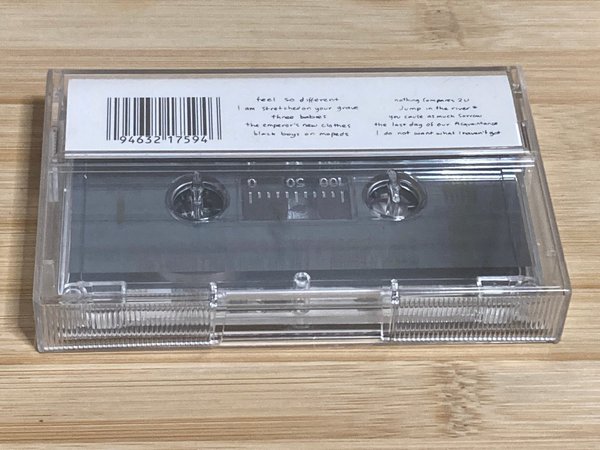 feel so different
I am stretched on your grave
three babies
the emperor's new clothes
black boys on mopeds
nothing compares 2 U
Jump in the river*
you cause as much sorrow
the last day of our acquaintance
I do not want what I haven't got
94632 17594
100 50 0